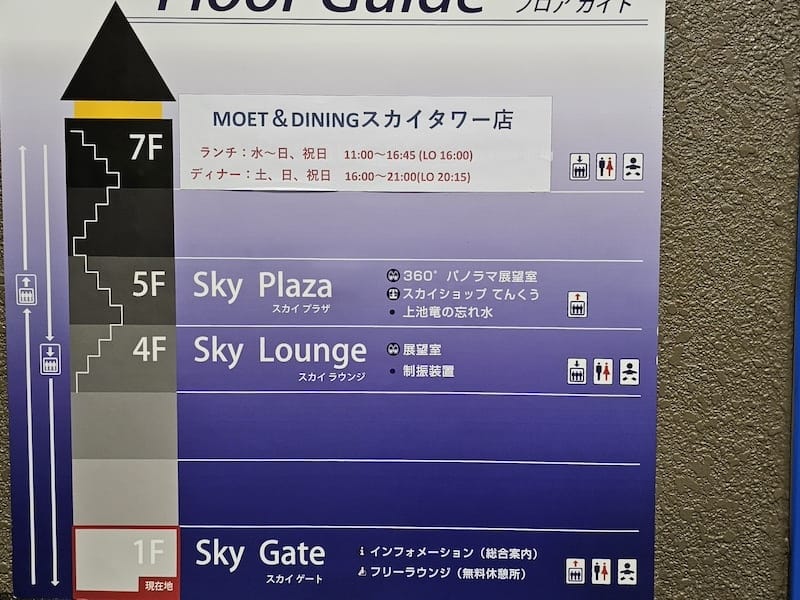 Floor Guide フロア ガイド
MOET＆DININGスカイタワー店
7F
ランチ：水～日、祝日 11:00～16:45 (LO 16:00)
ディナー：土、日、祝日 16:00～21:00(LO 20:15)
5F Sky Plaza
スカイ プラザ
360°パノラマ展望室
スカイショップ てんくう
• 上池竜の忘れ水
4F Sky Lounge
スカイ ラウンジ
展望室
• 制振装置
1F
現在地
Sky Gate
スカイ ゲート
i インフォメーション（総合案内）
フリーラウンジ（無料休憩所）